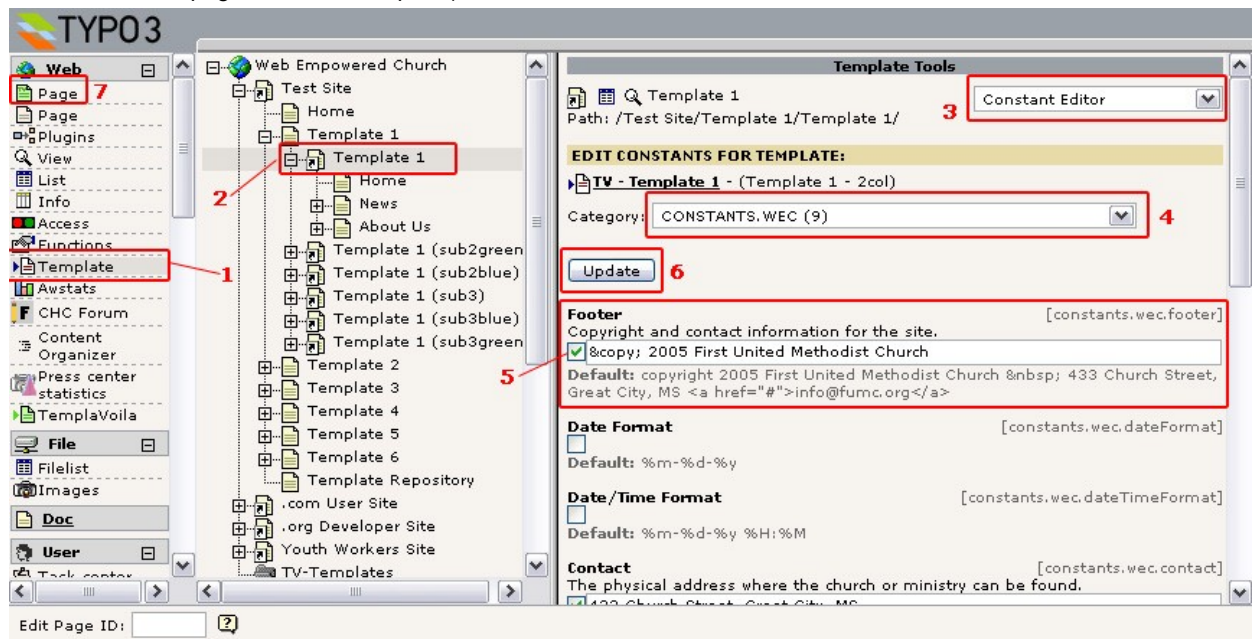 TYPO3
Web
Page 7
Page
Plugins
View
List
Info
Access
Functions
Template
1
Awstats
CHC Forum
Content
Organizer
Press center
statistics
TemplaVoila
File
Filelist
Images
Doc
User
Task center
Web Empowered Church
Test Site
Home
Template 1
Template 1
2
Home
News
About Us
Template 1 (sub2green
Template 1 (sub2blue)
Template 1 (sub3)
Template 1 (sub3blue)
Template 1 (sub3green
Template 2
Template 3
Template 4
Template 5
Template 6
Template Repository
.com User Site
.org Developer Site
Youth Workers Site
TV-Templates
Template Tools
Template 1
3
Constant Editor
Path: /Test Site/Template 1/Template 1/
EDIT CONSTANTS FOR TEMPLATE:
TV - Template 1 - (Template 1 - 2col)
Category: CONSTANTS.WEC (9)
4
Update
6
Footer [constants.wec.footer]
Copyright and contact information for the site.
&copy; 2005 First United Methodist Church
5
Default: copyright 2005 First United Methodist Church &nbsp; 433 Church Street,
Great City, MS <a href="#">info@fumc.org</a>
Date Format [constants.wec.dateFormat]
Default: %m-%d-%y
Date/Time Format [constants.wec.dateTimeFormat]
Default: %m-%d-%y %H:%M
Contact [constants.wec.contact]
The physical address where the church or ministry can be found.
433 Church Street, Great City, MS
Edit Page ID: